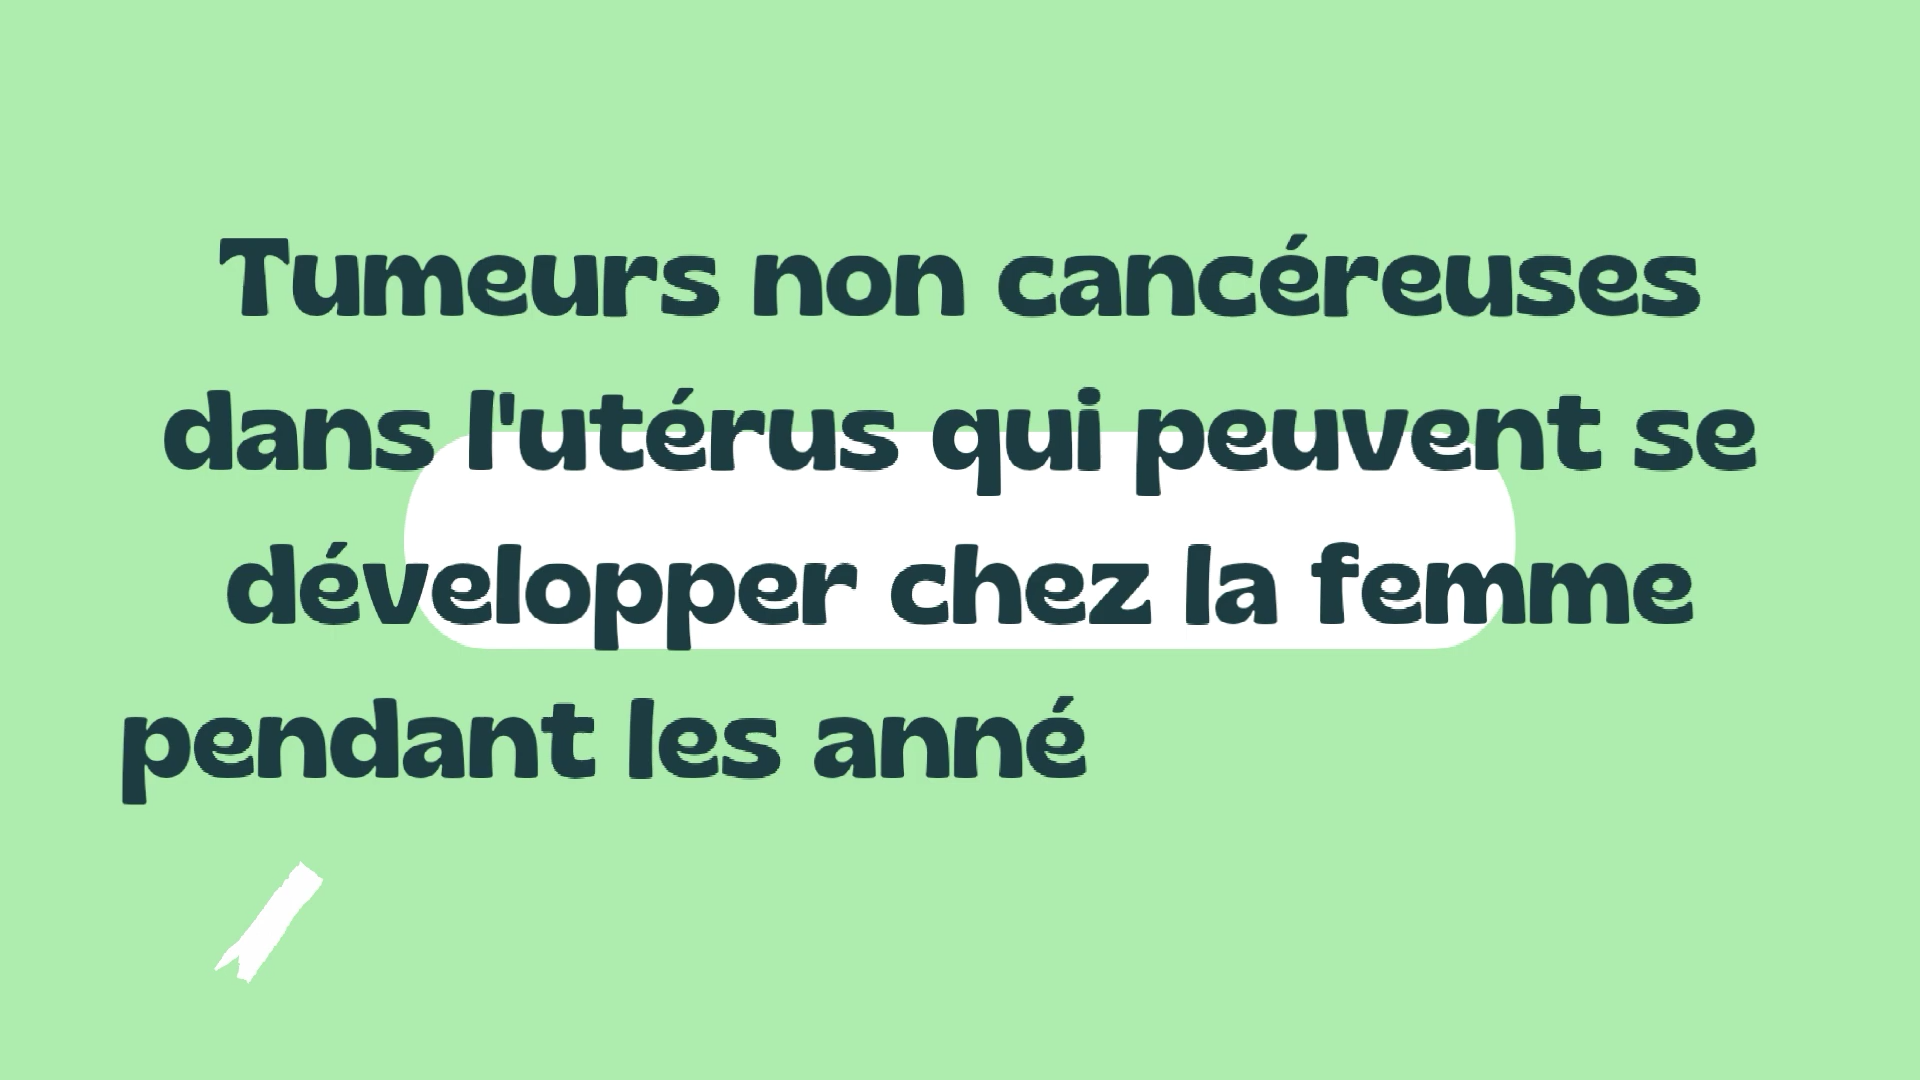 Tumeurs non cancéreuses
dans l'utérus qui peuvent se
développer chez la femme
pendant les anné